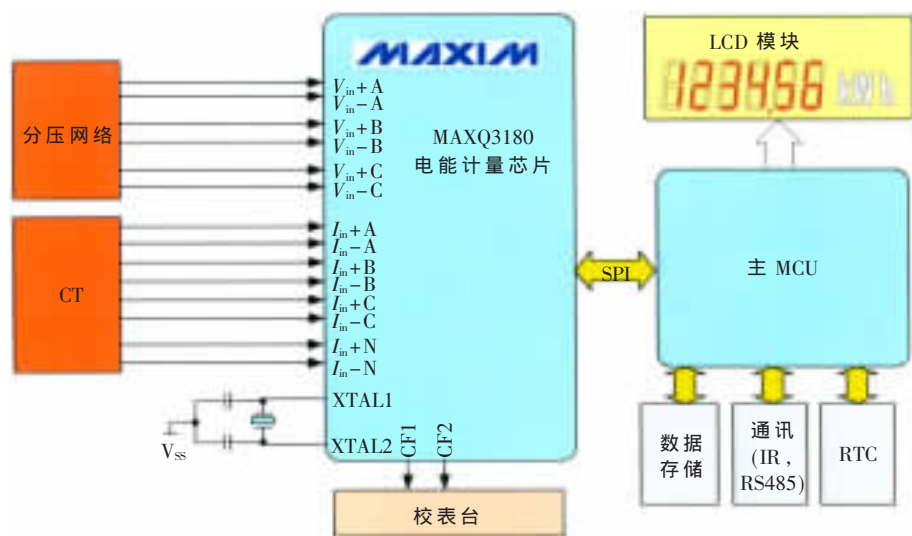 MAXIM
MAXQ3180
电能计量芯片
分压网络
CT
Vin+A
Vin−A
Vin+B
Vin−B
Vin+C
Vin−C
Iin+A
Iin−A
Iin+B
Iin−B
Iin+C
Iin−C
Iin+N
Iin−N
XTAL1
XTAL2
VSS
CF1
CF2
校表台
SPI
LCD 模块
1234.56
主 MCU
数据
存储
通讯
(IR,
RS485)
RTC